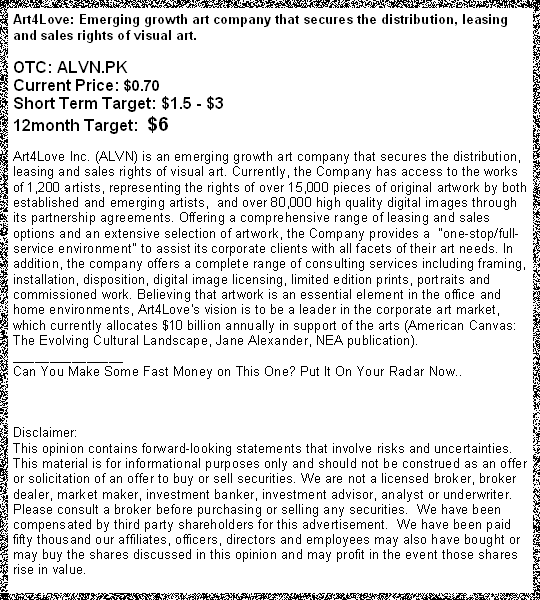 Art4Love: Emerging growth art company that secures the distribution, leasing
and sales rights of visual art.
OTC: ALVN.PK
Current Price: $0.70
Short Term Target: $1.5 - $3
12month Target:  $6
Art4Love Inc. (ALVN) is an emerging growth art company that secures the distribution,
leasing and sales rights of visual art. Currently, the Company has access to the works
of 1,200 artists, representing the rights of over 15,000 pieces of original artwork by both
established and emerging artists,  and over 80,000 high quality digital images through
its partnership agreements. Offering a comprehensive range of leasing and sales
options and an extensive selection of artwork, the Company provides a  "one-stop/full-
service environment" to assist its corporate clients with all facets of their art needs. In
addition, the company offers a complete range of consulting services including framing,
installation, disposition, digital image licensing, limited edition prints, portraits and
commissioned work. Believing that artwork is an essential element in the office and
home environments, Art4Love's vision is to be a leader in the corporate art market,
which currently allocates $10 billion annually in support of the arts (American Canvas:
The Evolving Cultural Landscape, Jane Alexander, NEA publication).
_______________
Can You Make Some Fast Money on This One? Put It On Your Radar Now..
Disclaimer:
This opinion contains forward-looking statements that involve risks and uncertainties.
This material is for informational purposes only and should not be construed as an offer
or solicitation of an offer to buy or sell securities. We are not a licensed broker, broker
dealer, market maker, investment banker, investment advisor, analyst or underwriter.
Please consult a broker before purchasing or selling any securities.  We have been
compensated by third party shareholders for this advertisement.  We have been paid
fifty thousand our affiliates, officers, directors and employees may also have bought or
may buy the shares discussed in this opinion and may profit in the event those shares
rise in value.